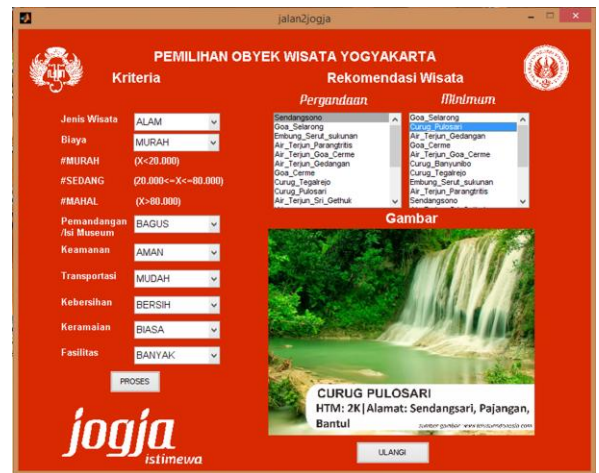 jalan2jogja
PEMILIHAN OBYEK WISATA YOGYAKARTA
Kriteria
Rekomendasi Wisata
Pergandaan
Minimum
Jenis Wisata ALAM
Biaya MURAH
#MURAH (X<20.000)
#SEDANG (20.000<=X<=80.000)
#MAHAL (X>80.000)
Pemandangan
/Isi Museum BAGUS
Keamanan AMAN
Transportasi MUDAH
Kebersihan BERSIH
Keramaian BIASA
Fasilitas BANYAK
PROSES
jogja
istimewa
Sendangsono
Goa_Selarong
Embung_Serut_sukunan
Air_Terjun_Parangtritis
Air_Terjun_Goa_Cerme
Air_Terjun_Gedangan
Goa_Cerme
Curug_Tegalrejo
Curug_Pulosari
Air_Terjun_Sri_Gethuk
Goa_Selarong
Curug_Pulosari
Air_Terjun_Gedangan
Goa_Cerme
Air_Terjun_Goa_Cerme
Curug_Banyunibo
Curug_Tegalrejo
Embung_Serut_sukunan
Air_Terjun_Parangtritis
Sendangsono
Gambar
CURUG PULOSARI
HTM: 2K| Alamat: Sendangsari, Pajangan,
Bantul
sumber gambar
ULANGI